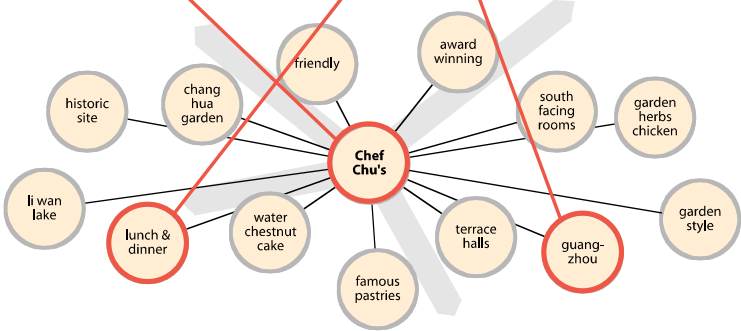 friendly
award
winning
historic
site
chang
hua
garden
south
facing
rooms
garden
herbs
chicken
Chef
Chu's
li wan
lake
lunch &
dinner
water
chestnut
cake
famous
pastries
terrace
halls
guang-
zhou
garden
style